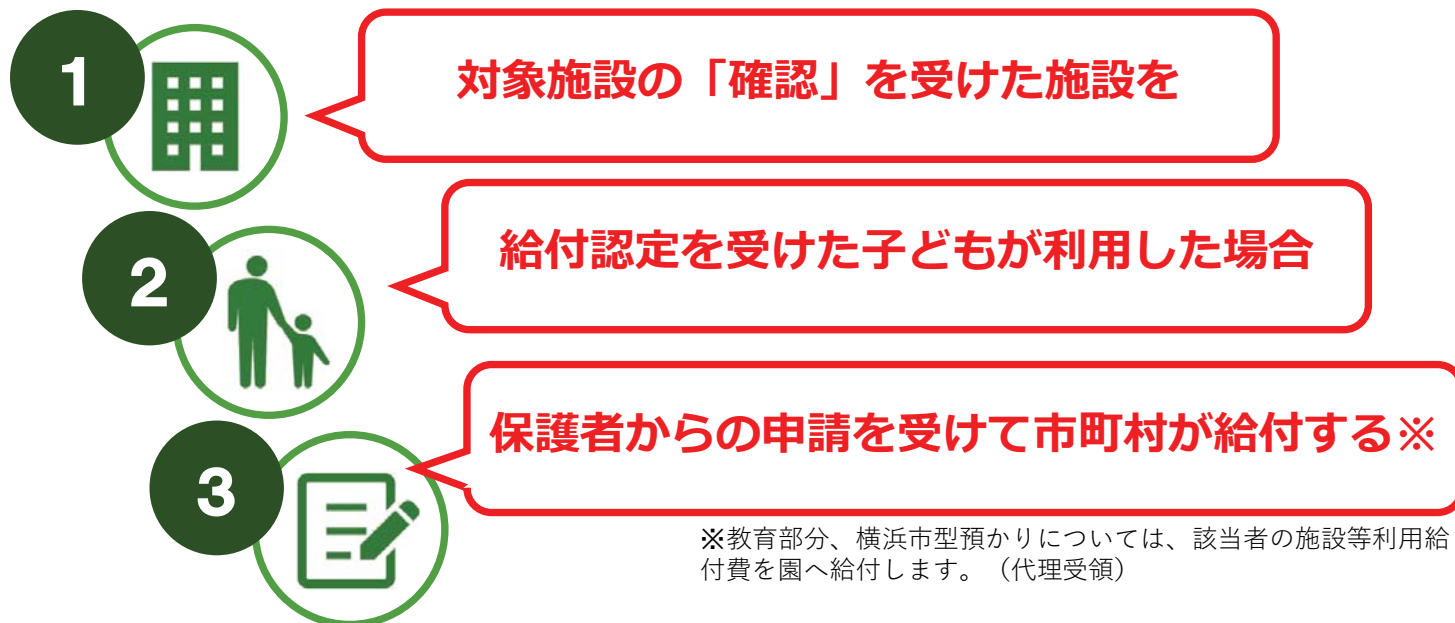 1
対象施設の「確認」を受けた施設を
2
給付認定を受けた子どもが利用した場合
3
保護者からの申請を受けて市町村が給付する※
※教育部分、横浜市型預かりについては、該当者の施設等利用給
付費を園へ給付します。（代理受領）